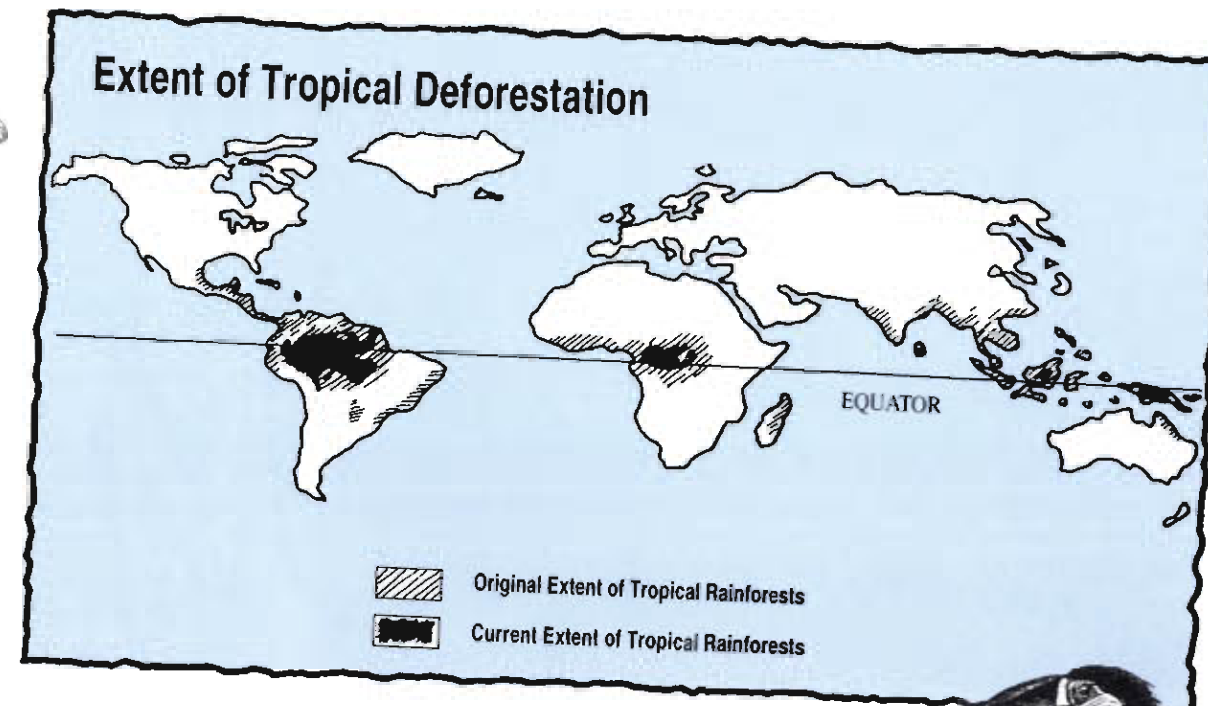 Extent of Tropical Deforestation
EQUATOR
Original Extent of Tropical Rainforests
Current Extent of Tropical Rainforests